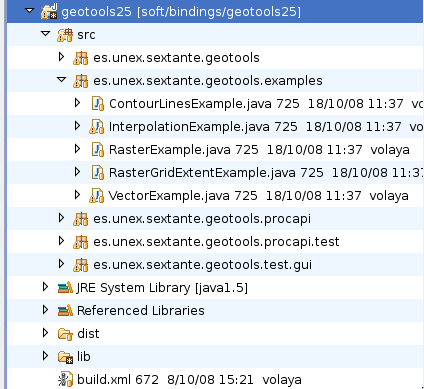 geotools25 [soft/bindings/geotools25]
src
es.unex.sextante.geotools
es.unex.sextante.geotools.examples
ContourLinesExample.java 725 18/10/08 11:37 vo
InterpolationExample.java 725 18/10/08 11:37 vo
RasterExample.java 725 18/10/08 11:37 volaya
RasterGridExtentExample.java 725 18/10/08 11:37
VectorExample.java 725 18/10/08 11:37 volaya
es.unex.sextante.geotools.procapi
es.unex.sextante.geotools.procapi.test
es.unex.sextante.geotools.test.gui
JRE System Library [java1.5]
Referenced Libraries
dist
lib
build.xml 672 8/10/08 15:21 volaya